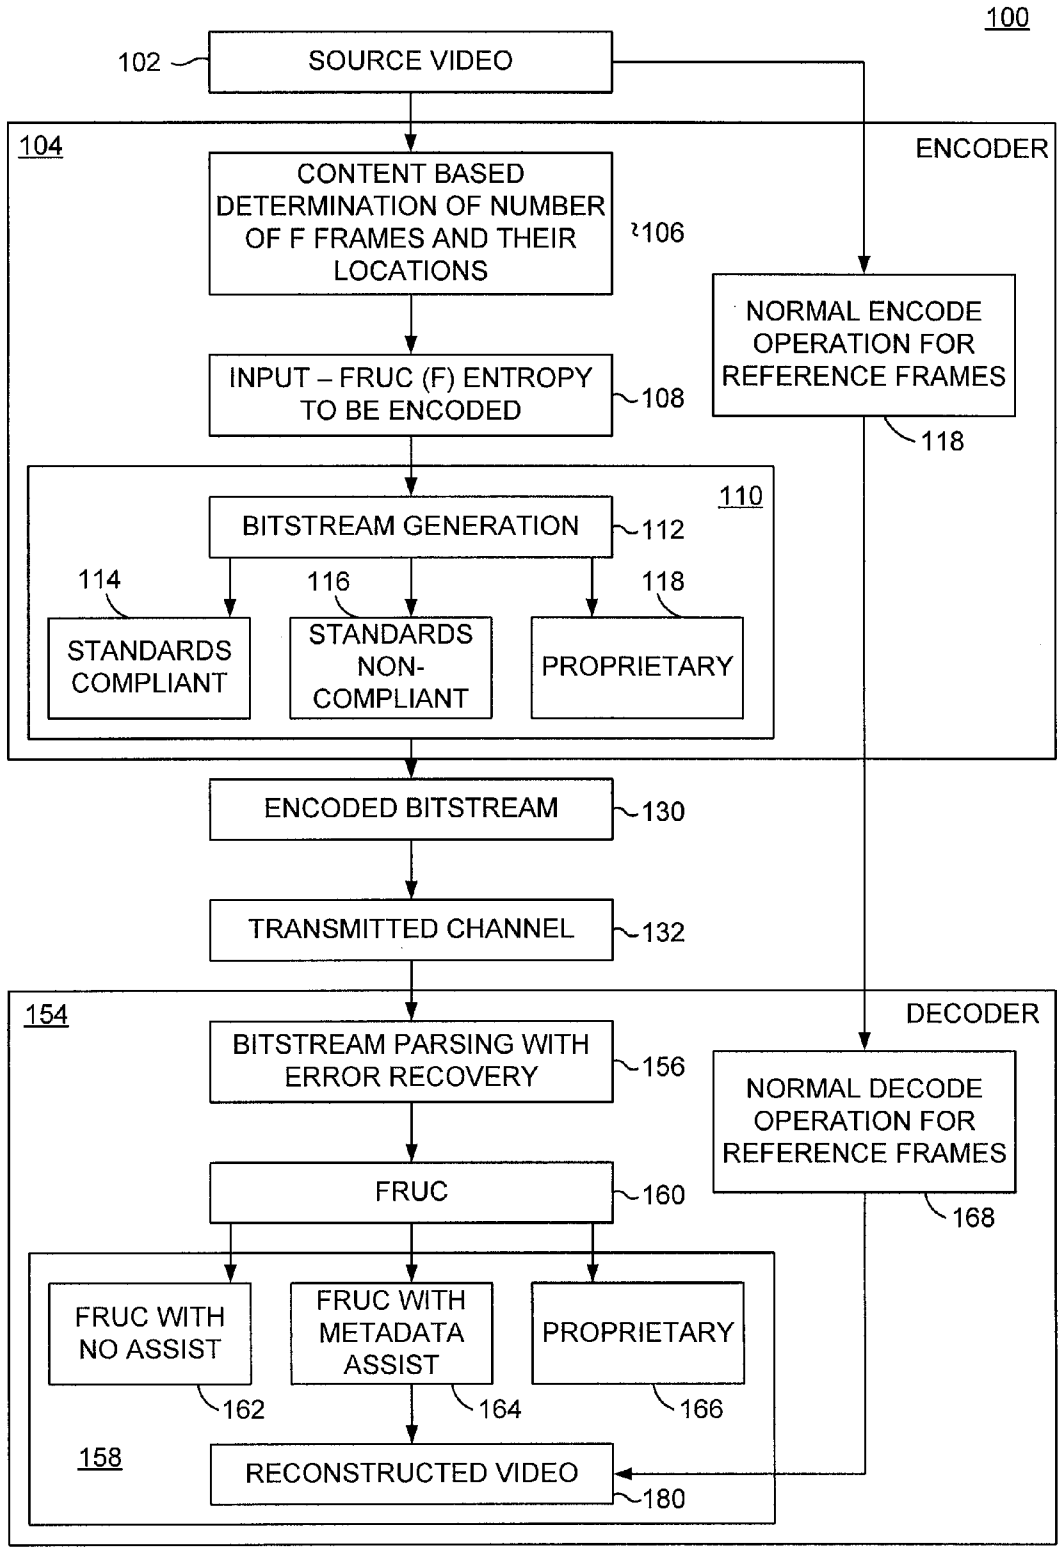 100
SOURCE VIDEO
102
104
ENCODER
CONTENT BASED
DETERMINATION OF NUMBER
OF F FRAMES AND THEIR
LOCATIONS
106
NORMAL ENCODE
OPERATION FOR
REFERENCE FRAMES
118
INPUT – FRUC (F) ENTROPY
TO BE ENCODED
108
110
BITSTREAM GENERATION
112
114
116
118
STANDARDS
COMPLIANT
STANDARDS
NON-
COMPLIANT
PROPRIETARY
ENCODED BITSTREAM
130
TRANSMITTED CHANNEL
132
154
DECODER
BITSTREAM PARSING WITH
ERROR RECOVERY
156
NORMAL DECODE
OPERATION FOR
REFERENCE FRAMES
168
FRUC
160
FRUC WITH
NO ASSIST
FRUC WITH
METADATA
ASSIST
PROPRIETARY
162
164
166
158
RECONSTRUCTED VIDEO
180